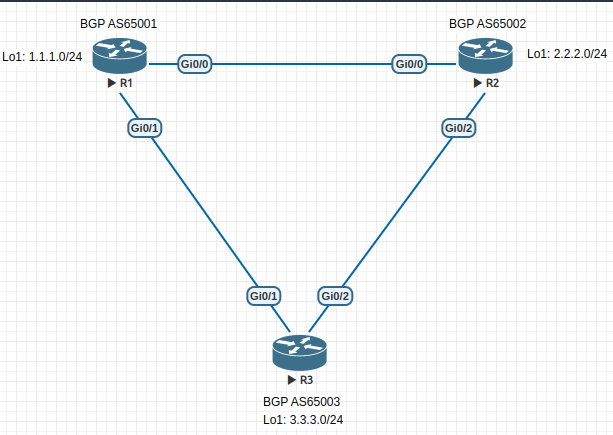 BGP AS65001
BGP AS65002
Lo1: 1.1.1.0/24
Gi0/0
Gi0/0
Lo1: 2.2.2.0/24
R1
R2
Gi0/1
Gi0/2
Gi0/1
Gi0/2
R3
BGP AS65003
Lo1: 3.3.3.0/24